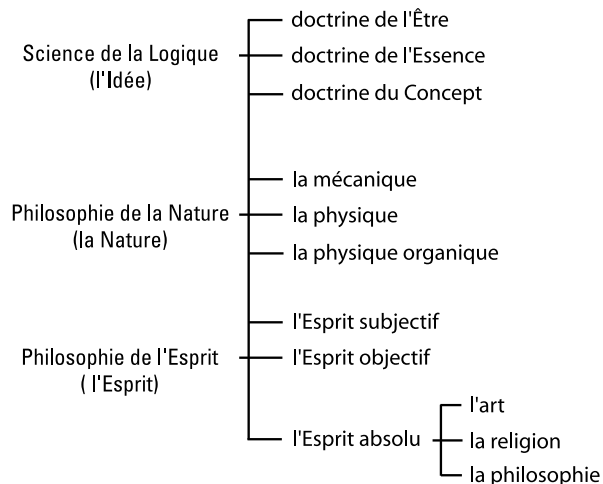 Science de la Logique
(l'Idée)
doctrine de l'Être
doctrine de l'Essence
doctrine du Concept
Philosophie de la Nature
(la Nature)
la mécanique
la physique
la physique organique
Philosophie de l'Esprit
( l'Esprit)
l'Esprit subjectif
l'Esprit objectif
l'Esprit absolu
l'art
la religion
la philosophie